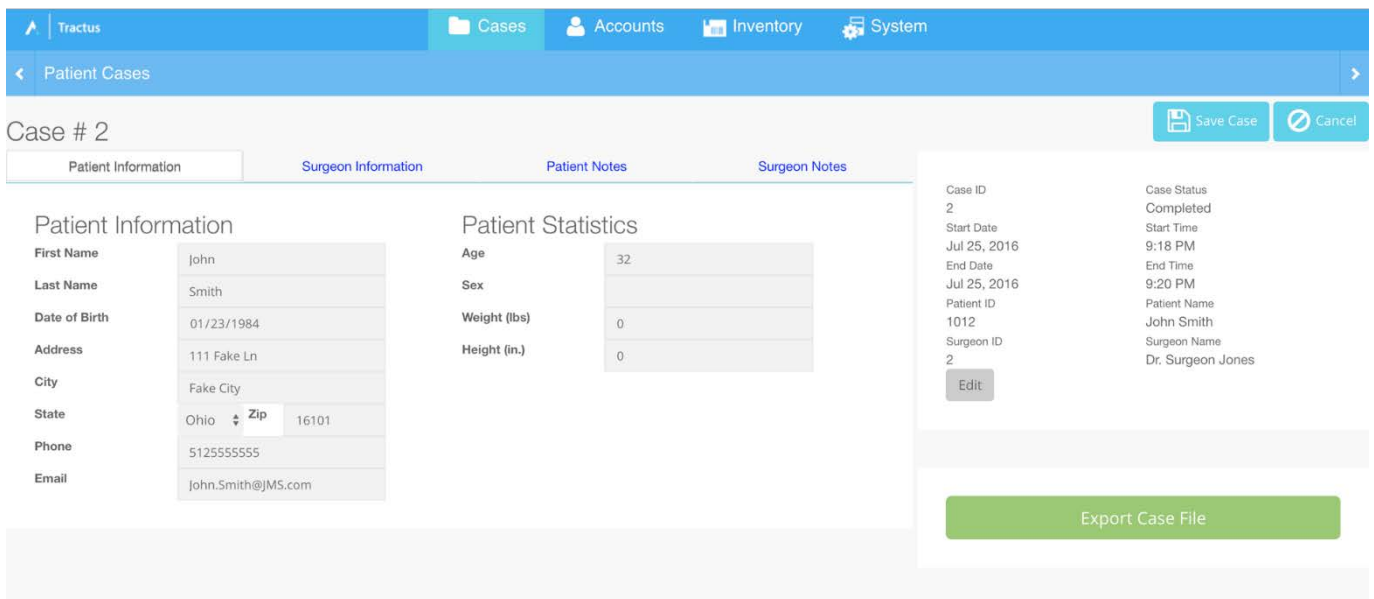 Tractus
Cases Accounts Inventory System
Patient Cases
Case # 2
Save Case Cancel
Patient Information Surgeon Information Patient Notes Surgeon Notes
Patient Information
First Name John
Last Name Smith
Date of Birth 01/23/1984
Address 111 Fake Ln
City Fake City
State Ohio Zip 16101
Phone 5125555555
Email John.Smith@JMS.com
Patient Statistics
Age 32
Sex
Weight (lbs) 0
Height (in.) 0
Case ID Case Status
2 Completed
Start Date Start Time
Jul 25, 2016 9:18 PM
End Date End Time
Jul 25, 2016 9:20 PM
Patient ID Patient Name
1012 John Smith
Surgeon ID Surgeon Name
2 Dr. Surgeon Jones
Edit
Export Case File